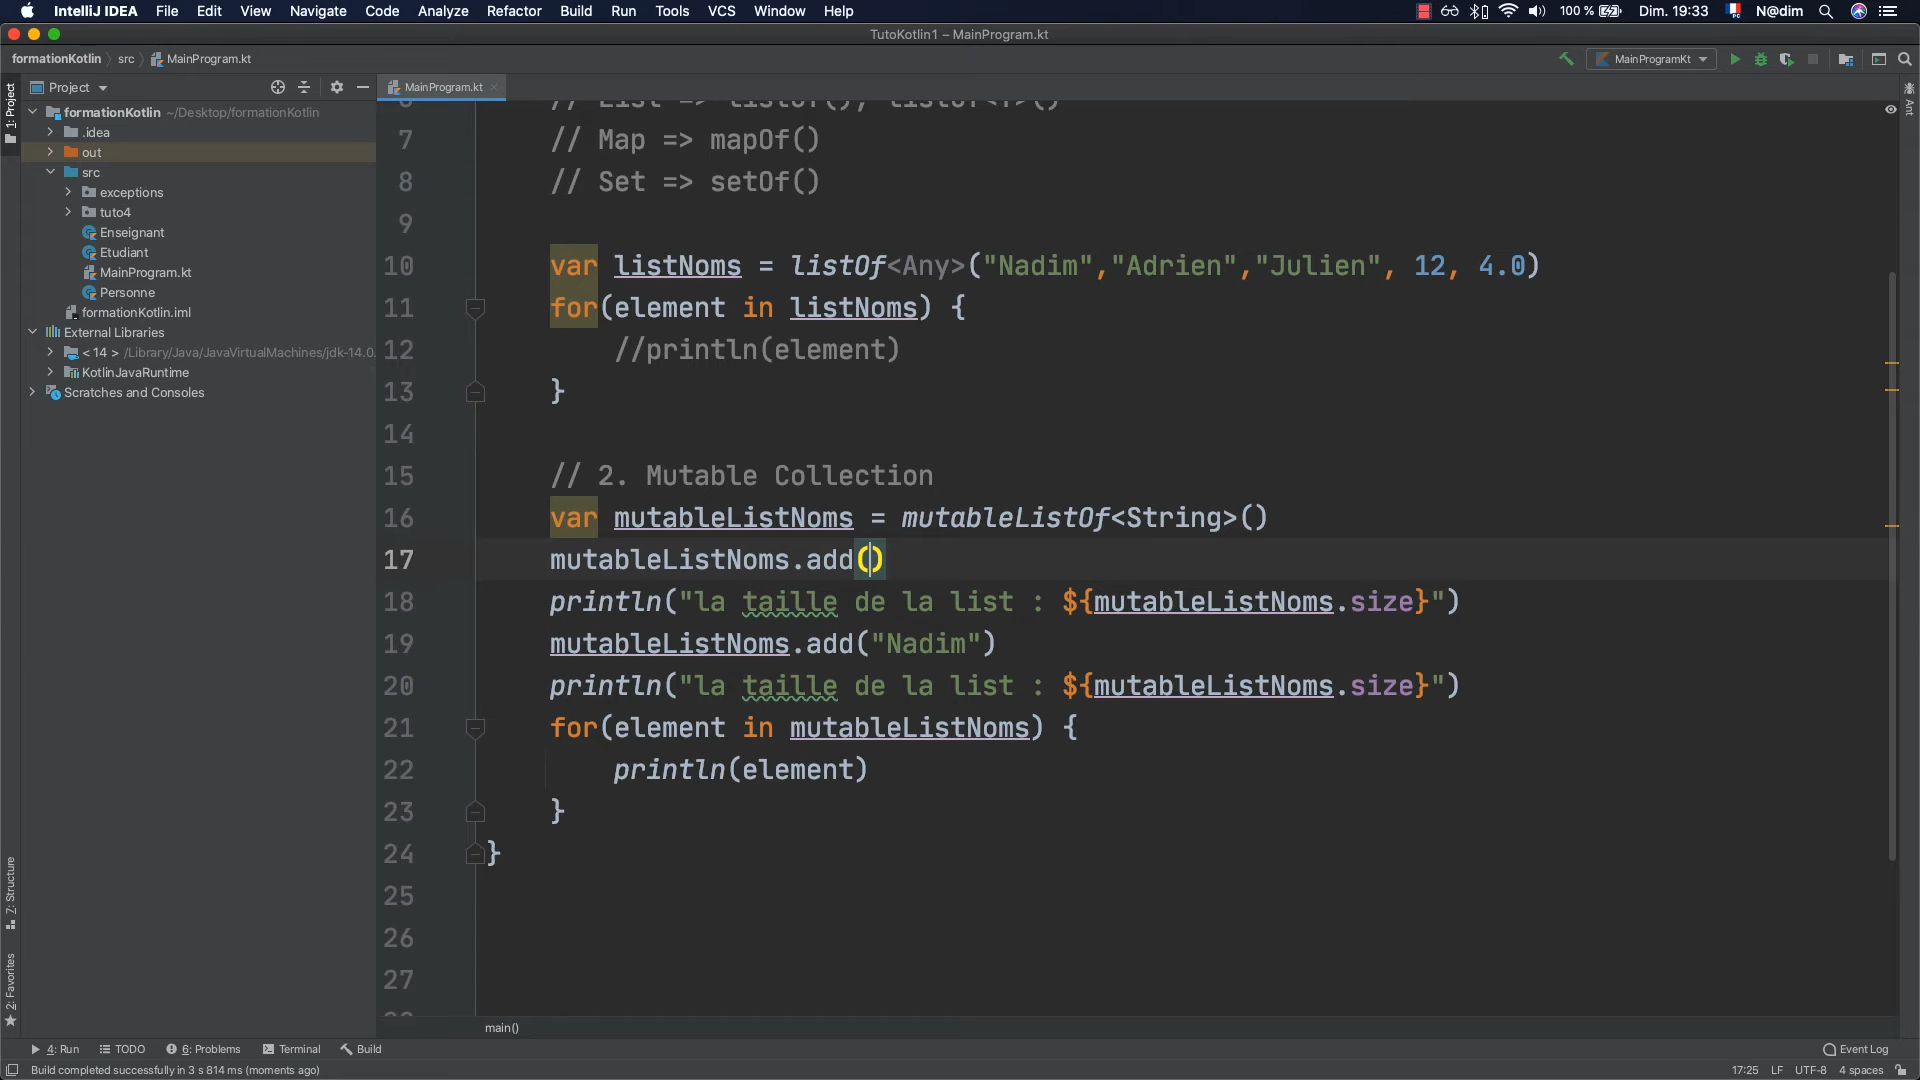 IntelliJ IDEA File Edit View Navigate Code Analyze Refactor Build Run Tools VCS Window Help 100 % Dim. 19:33 N@dim
TutoKotlin1 – MainProgram.kt
formationKotlin src MainProgram.kt MainProgramKt
1: Project
Project
MainProgram.kt
Ant
formationKotlin ~/Desktop/formationKotlin
.idea
out
src
exceptions
tuto4
Enseignant
Etudiant
MainProgram.kt
Personne
formationKotlin.iml
External Libraries
< 14 > /Library/Java/JavaVirtualMachines/jdk-14.0.
KotlinJavaRuntime
Scratches and Consoles
6 // List => listOf(), listOf<T>()
7 // Map => mapOf()
8 // Set => setOf()
9
10 var listNoms = listOf<Any>("Nadim","Adrien","Julien", 12, 4.0)
11 for(element in listNoms) {
12 //println(element)
13 }
14
15 // 2. Mutable Collection
16 var mutableListNoms = mutableListOf<String>()
17 mutableListNoms.add()
18 println("la taille de la list : ${mutableListNoms.size}")
19 mutableListNoms.add("Nadim")
20 println("la taille de la list : ${mutableListNoms.size}")
21 for(element in mutableListNoms) {
22 println(element)
23 }
24 }
25
26
27
main()
7: Structure
2: Favorites
4: Run TODO 6: Problems Terminal Build Event Log
Build completed successfully in 3 s 814 ms (moments ago) 17:25 LF UTF-8 4 spaces